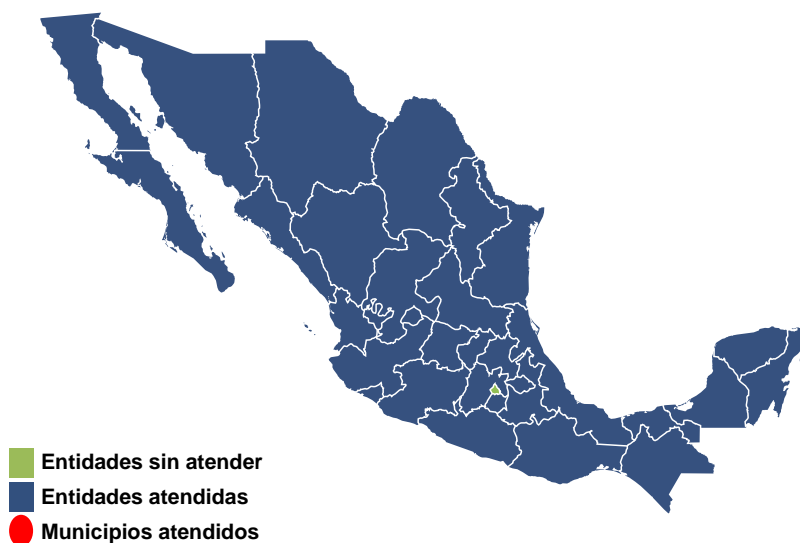 Entidades sin atender
Entidades atendidas
Municipios atendidos